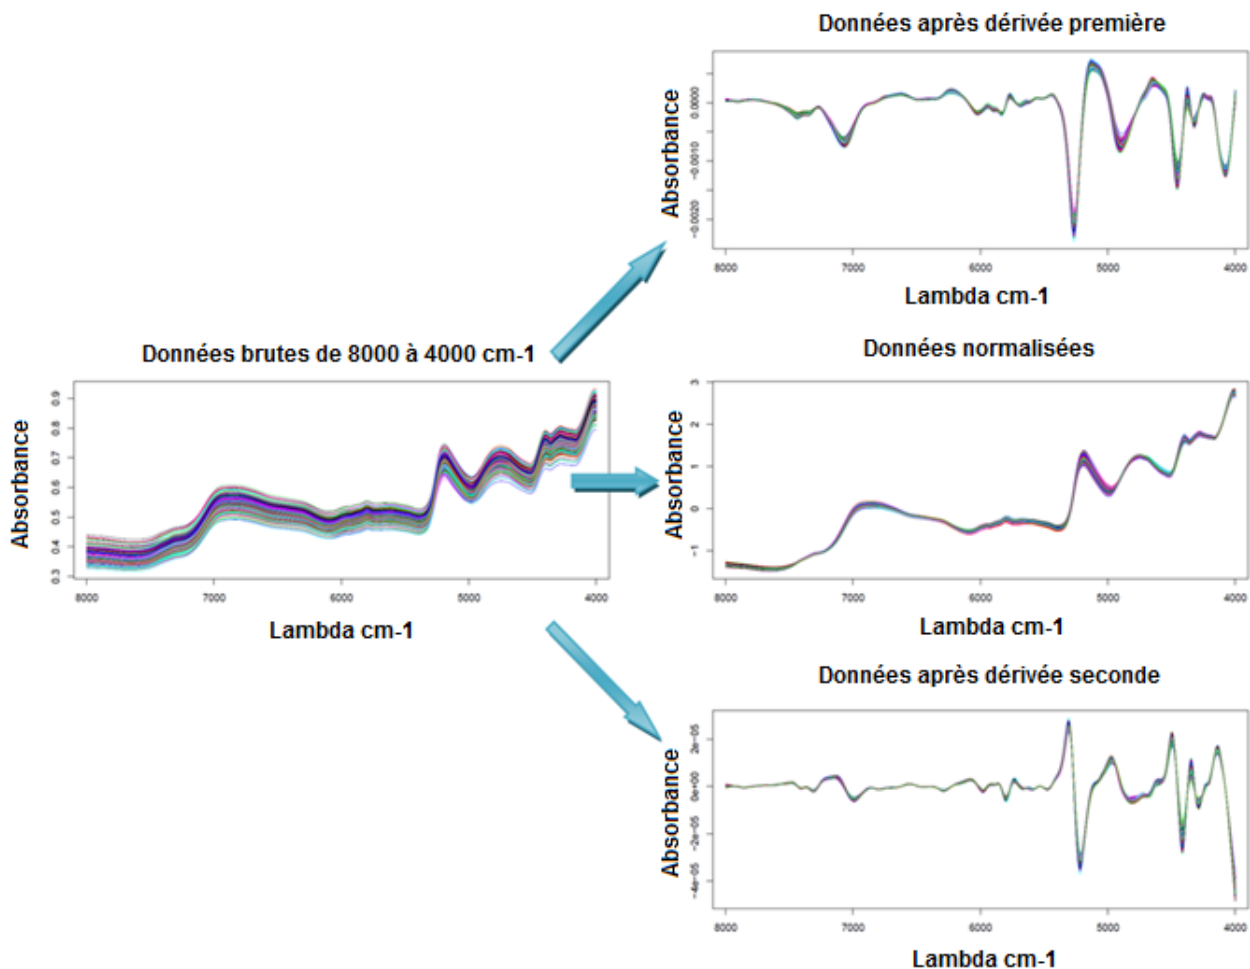 Données après dérivée première
Absorbance
0.0000
-0.0010
-0.0020
8000 7000 6000 5000 4000
Lambda cm-1
Données brutes de 8000 à 4000 cm-1
Absorbance
0.3 0.4 0.5 0.6 0.7 0.8 0.9
8000 7000 6000 5000 4000
Lambda cm-1
Données normalisées
Absorbance
-1 0 1 2 3
8000 7000 6000 5000 4000
Lambda cm-1
Données après dérivée seconde
Absorbance
-4e-05 -2e-05 0e+00 2e-05
8000 7000 6000 5000 4000
Lambda cm-1